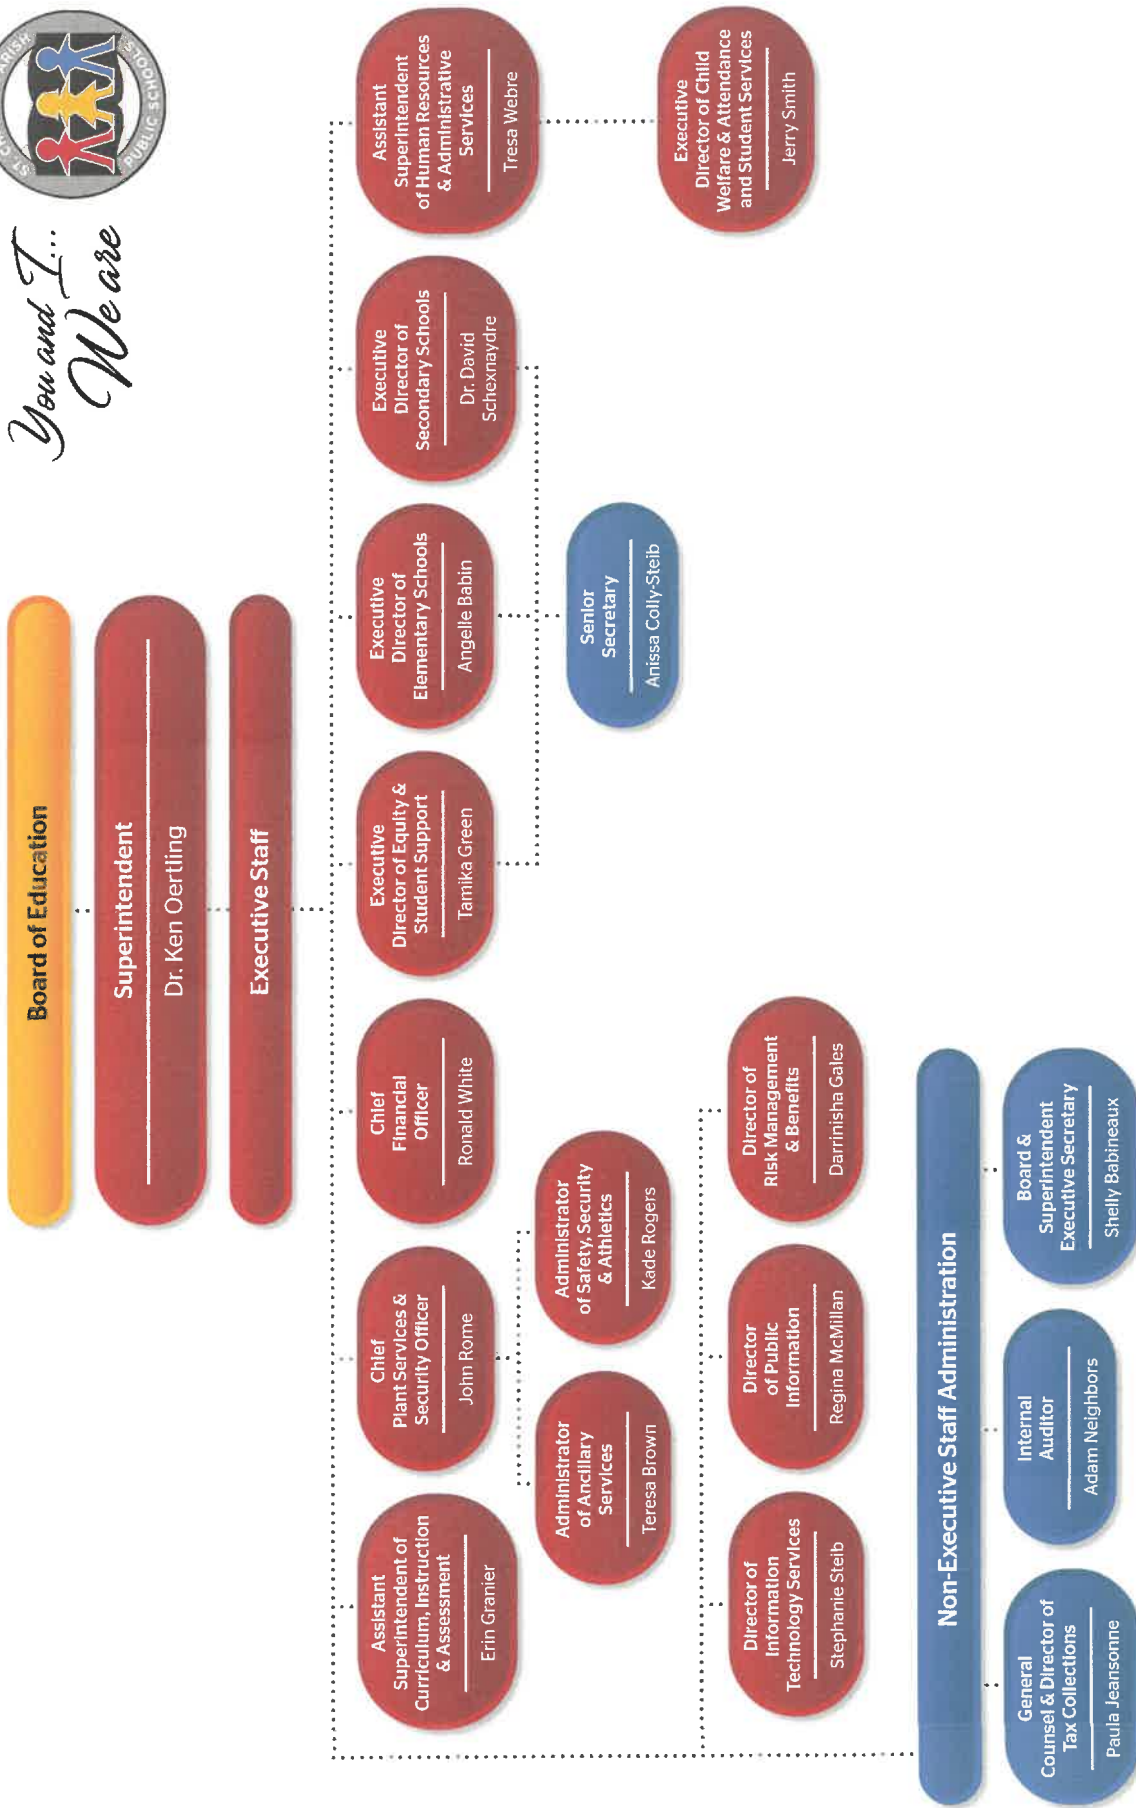 You and I...
We are
PUBLIC SCHOOLS
Board of Education
Superintendent
Dr. Ken Oertling
Executive Staff
Assistant
Superintendent of
Curriculum, Instruction
& Assessment
Erin Granier
Chief
Plant Services &
Security Officer
John Rome
Chief
Financial
Officer
Ronald White
Executive
Director of Equity &
Student Support
Tamika Green
Executive
Director of
Elementary Schools
Angelle Babin
Executive
Director of
Secondary Schools
Dr. David
Schexnaydre
Assistant
Superintendent
of Human Resources
& Administrative
Services
Tresa Webre
Administrator
of Ancillary
Services
Teresa Brown
Administrator
of Safety, Security
& Athletics
Kade Rogers
Senior
Secretary
Anissa Colly-Steib
Executive
Director of Child
Welfare & Attendance
and Student Services
Jerry Smith
Director of
Information
Technology Services
Stephanie Steib
Director
of Public
Information
Regina McMillan
Director of
Risk Management
& Benefits
Darrinisha Gales
Non-Executive Staff Administration
General
Counsel & Director of
Tax Collections
Paula Jeansonne
Internal
Auditor
Adam Neighbors
Board &
Superintendent
Executive Secretary
Shelly Babineaux